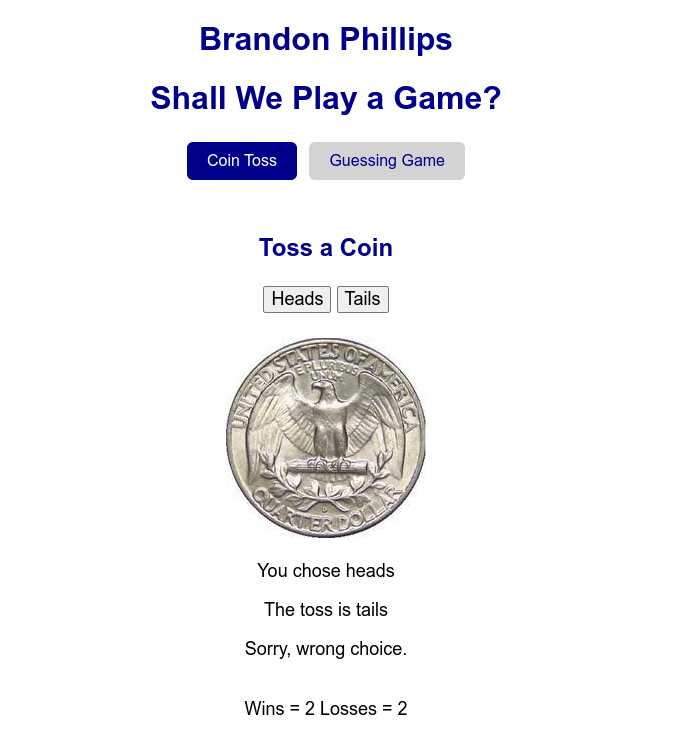 Brandon Phillips
Shall We Play a Game?
Coin Toss Guessing Game
Toss a Coin
Heads Tails
UNITED STATES OF AMERICA
E PLURIBUS
UNUM
QUARTER DOLLAR
You chose heads
The toss is tails
Sorry, wrong choice.
Wins = 2 Losses = 2